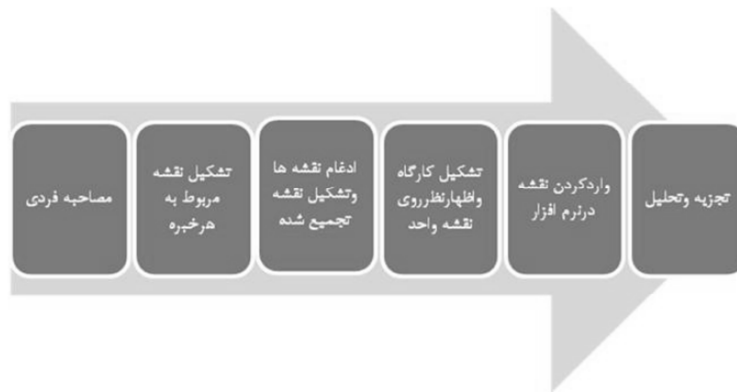 مصاحبه فردی
تشکیل نقشه
مربوط به
هرخبره
ادغام نقشه ها
وتشکیل نقشه
تجمیع شده
تشکیل کارگاه
واظهارنظرروی
نقشه واحد
واردکردن نقشه
درنرم افزار
تجزیه وتحلیل